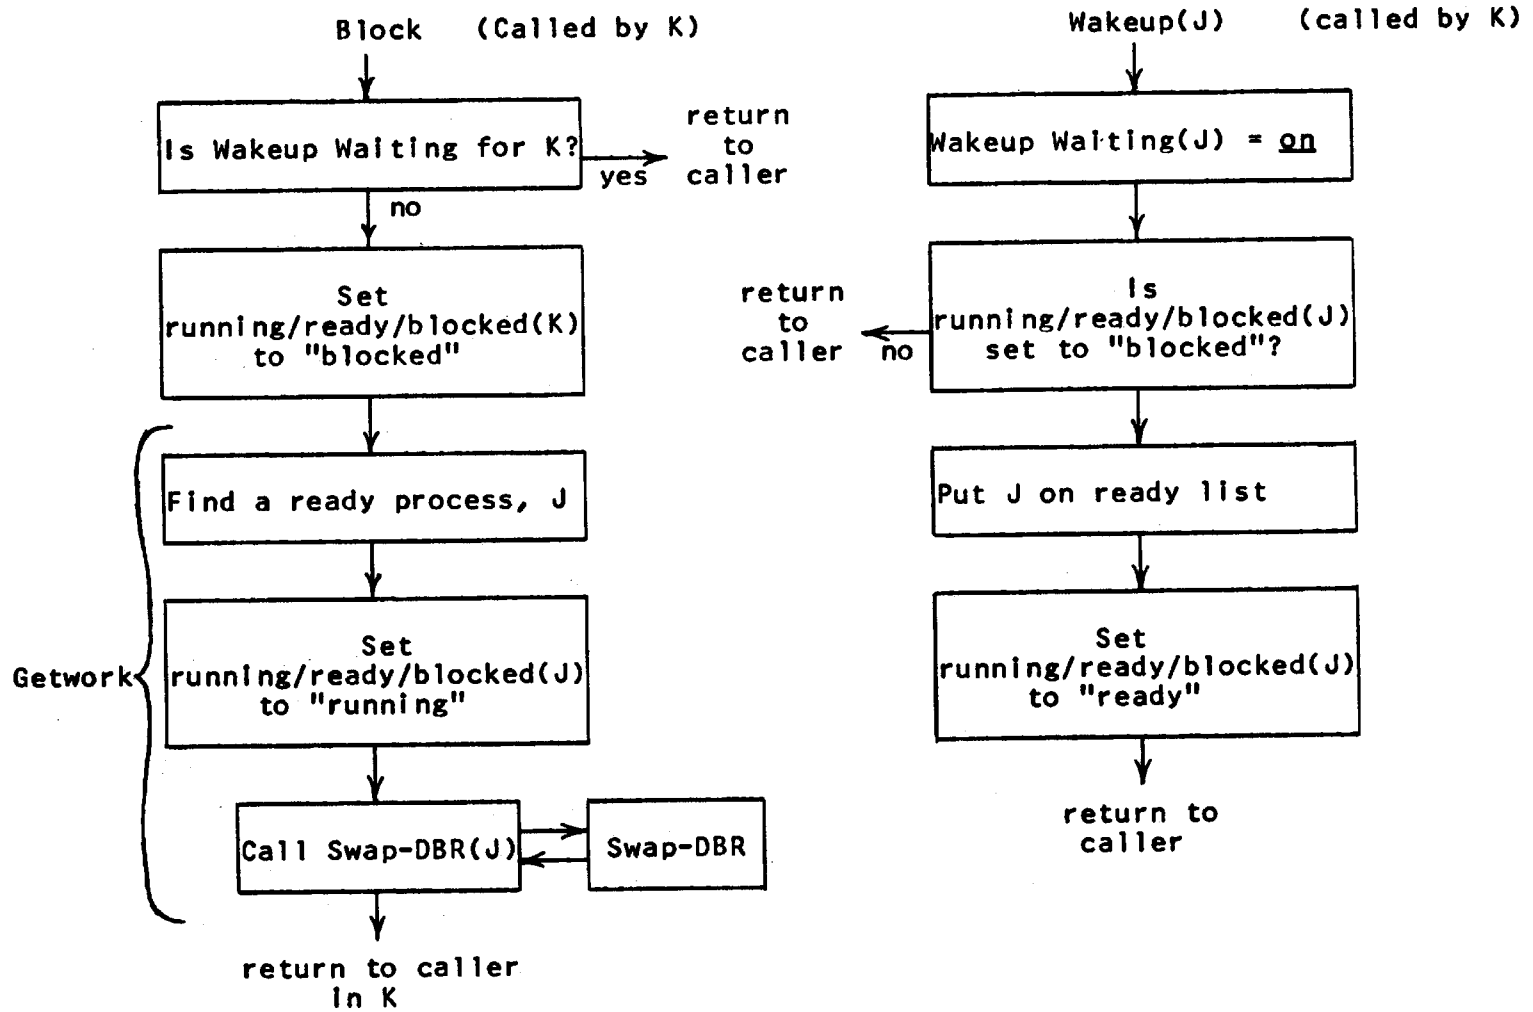 Block (Called by K)
Is Wakeup Waiting for K?
yes
return
to
caller
no
Set
running/ready/blocked(K)
to "blocked"
Getwork
Find a ready process, J
Set
running/ready/blocked(J)
to "running"
Call Swap-DBR(J)
Swap-DBR
return to caller
in K
Wakeup(J) (called by K)
Wakeup Waiting(J) = on
Is
running/ready/blocked(J)
set to "blocked"?
no
return
to
caller
Put J on ready list
Set
running/ready/blocked(J)
to "ready"
return to
caller